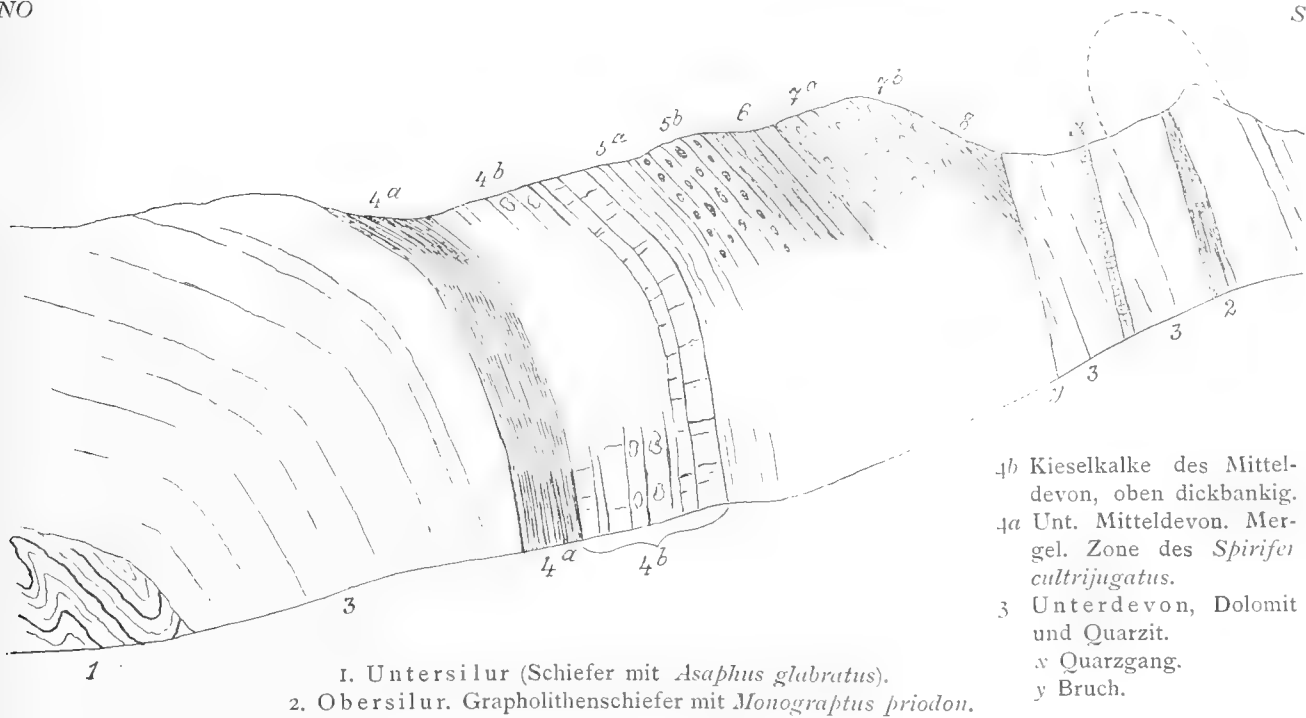 NO S
4a 4b 5a 5b 6 7a 7b 8 x
1 3 4a 4b y 3 3 2
4b Kieselkalke des Mittel-
devon, oben dickbankig.
4a Unt. Mitteldevon. Mer-
gel. Zone des Spirifer
cultrijugatus.
3 Unterdevon, Dolomit
und Quarzit.
x Quarzgang.
y Bruch.
1. Untersilur (Schiefer mit Asaphus glabratus).
2. Obersilur. Grapholithenschiefer mit Monograptus priodon.